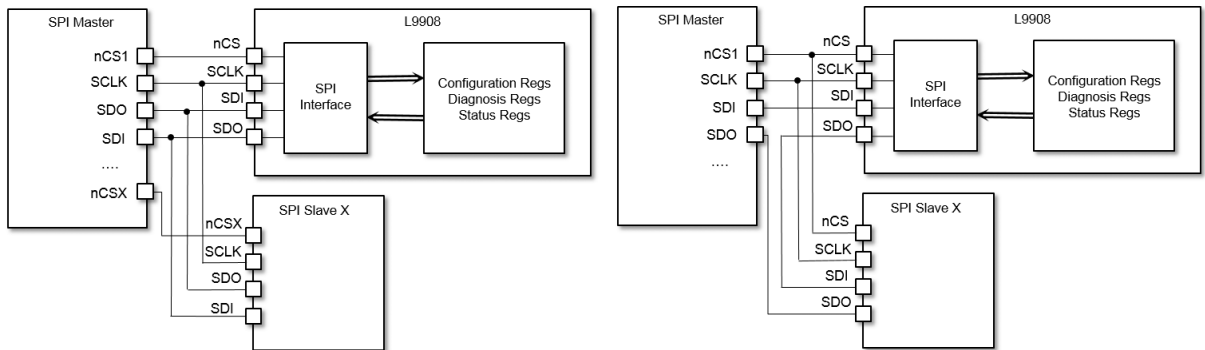 SPI Master
L9908
nCS1
nCS
SCLK
SCLK
SDO
SDI
SDI
SDO
....
nCSX
SPI
Interface
Configuration Regs
Diagnosis Regs
Status Regs
SPI Slave X
nCSX
SCLK
SDO
SDI
SPI Master
L9908
nCS1
nCS
SCLK
SCLK
SDI
SDI
SDO
SDO
....
SPI
Interface
Configuration Regs
Diagnosis Regs
Status Regs
SPI Slave X
nCS
SCLK
SDI
SDO